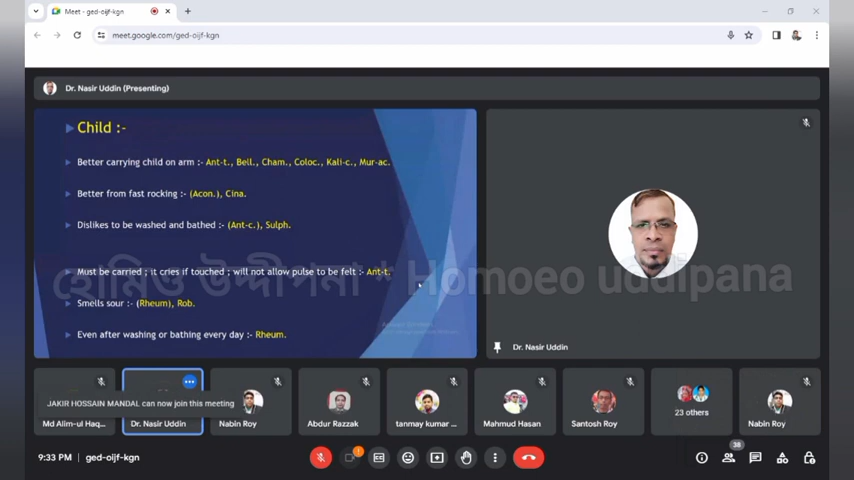 Meet - ged-oijf-kgn
meet.google.com/ged-oijf-kgn
Dr. Nasir Uddin (Presenting)
Child :-
Better carrying child on arm :- Ant-t., Bell., Cham., Coloc., Kali-c., Mur-ac.
Better from fast rocking :- (Acon.), Cina.
Dislikes to be washed and bathed :- (Ant-c.), Sulph.
Must be carried ; it cries if touched ; will not allow pulse to be felt :- Ant-t.
Smells sour :- (Rheum), Rob.
Even after washing or bathing every day :- Rheum.
হোমিও উদ্দীপনা * Homoeo uddipana
Dr. Nasir Uddin
JAKIR HOSSAIN MANDAL can now join this meeting
Md Alim-ul Haq...
Dr. Nasir Uddin
Nabin Roy
Abdur Razzak
tanmay kumar ...
Mahmud Hasan
Santosh Roy
23 others
Nabin Roy
9:33 PM | ged-oijf-kgn
38